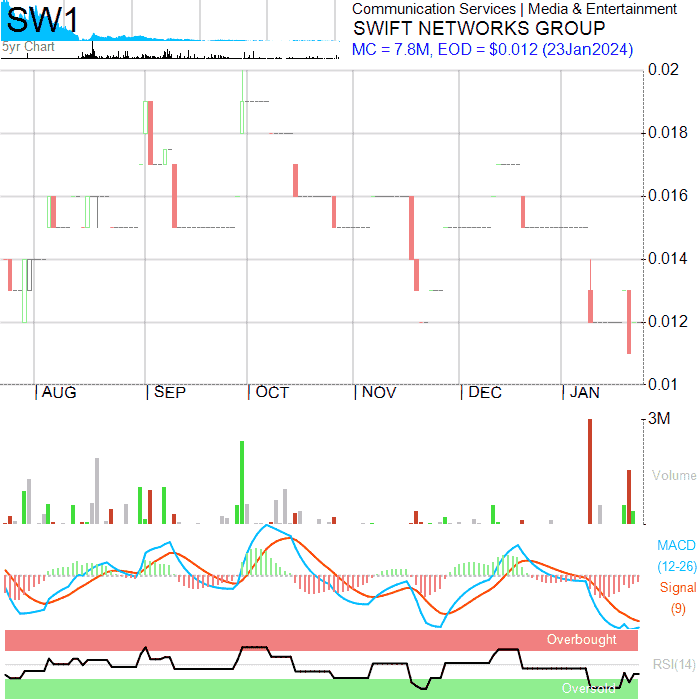 SW1
5yr Chart
Communication Services | Media & Entertainment
SWIFT NETWORKS GROUP
MC = 7.8M, EOD = $0.012 (23Jan2024)
0.02
0.018
0.016
0.014
0.012
0.01
AUG SEP OCT NOV DEC JAN
3M
Volume
MACD
(12-26)
Signal
(9)
Overbought
RSI(14)
Oversold